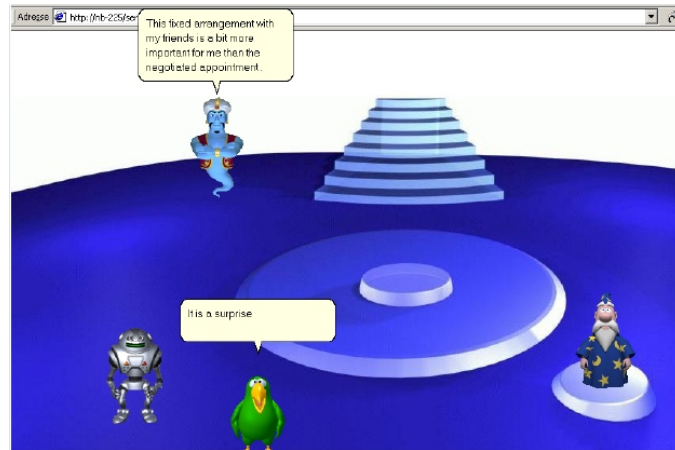 Adresse http://hb-225/ser
This fixed arrangement with
my friends is a bit more
important for me than the
negotiated appointment.
It is a surprise